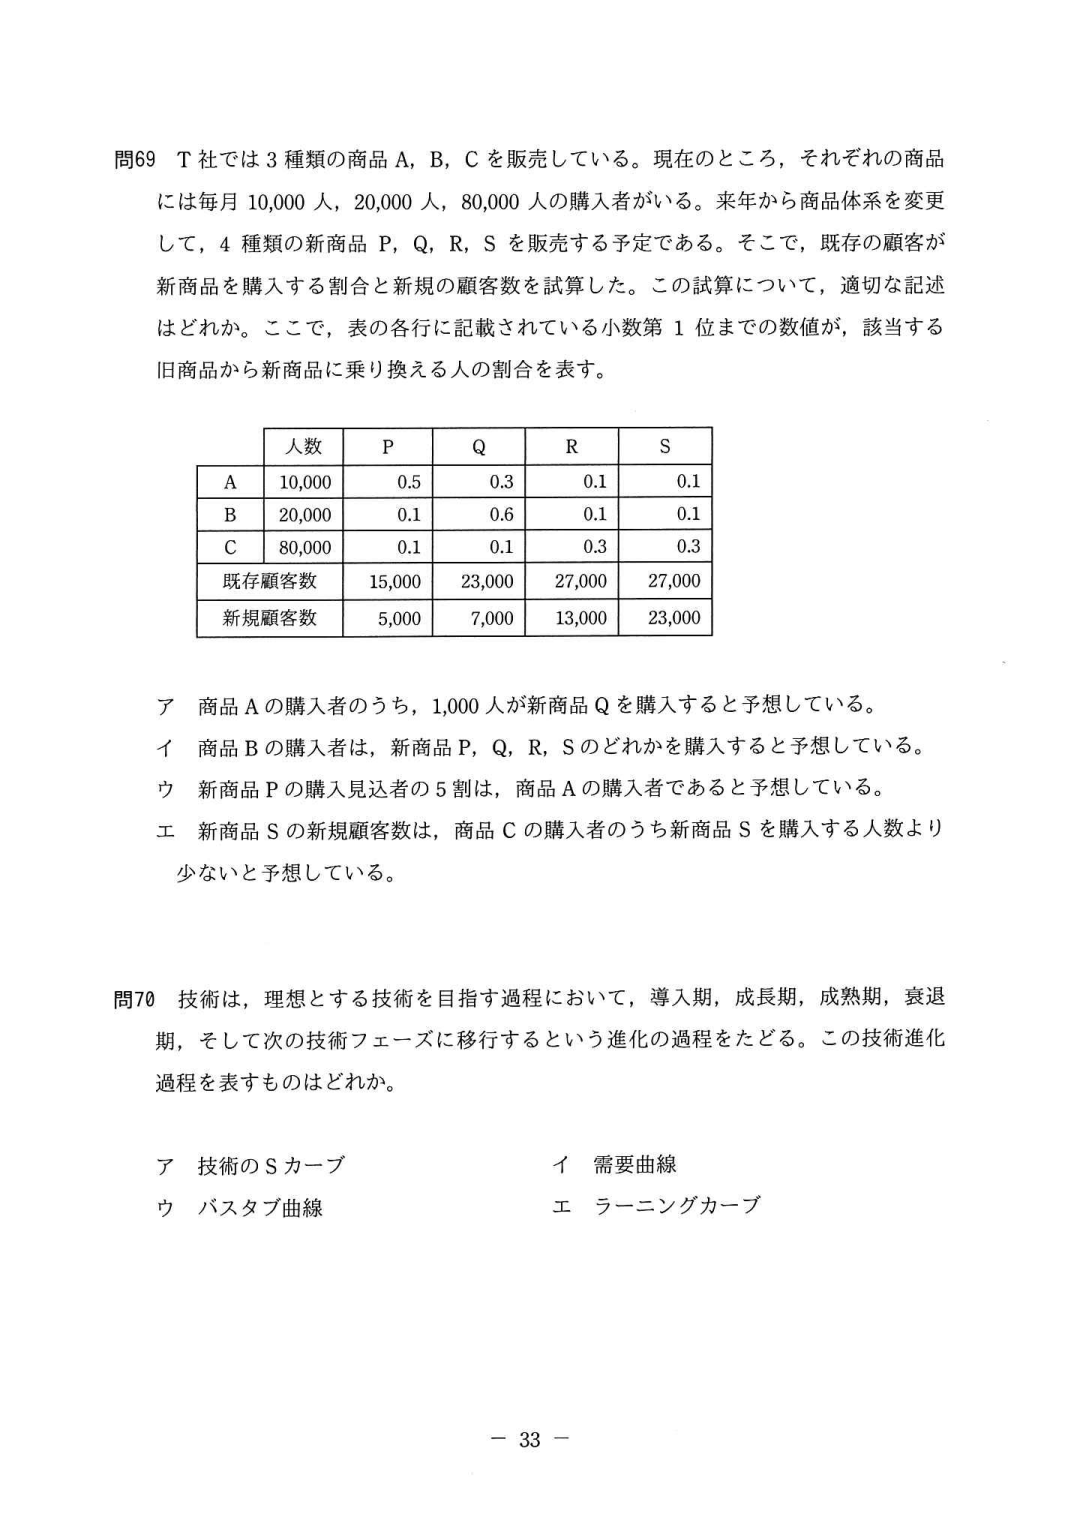 問69 T社では3種類の商品A，B，Cを販売している。現在のところ，それぞれの商品
には毎月10,000人，20,000人，80,000人の購入者がいる。来年から商品体系を変更
して，4種類の新商品P，Q，R，Sを販売する予定である。そこで，既存の顧客が
新商品を購入する割合と新規の顧客数を試算した。この試算について，適切な記述
はどれか。ここで，表の各行に記載されている小数第1位までの数値が，該当する
旧商品から新商品に乗り換える人の割合を表す。
人数 P Q R S
A 10,000 0.5 0.3 0.1 0.1
B 20,000 0.1 0.6 0.1 0.1
C 80,000 0.1 0.1 0.3 0.3
既存顧客数 15,000 23,000 27,000 27,000
新規顧客数 5,000 7,000 13,000 23,000
ア 商品Aの購入者のうち，1,000人が新商品Qを購入すると予想している。
イ 商品Bの購入者は，新商品P，Q，R，Sのどれかを購入すると予想している。
ウ 新商品Pの購入見込者の5割は，商品Aの購入者であると予想している。
エ 新商品Sの新規顧客数は，商品Cの購入者のうち新商品Sを購入する人数より
少ないと予想している。
問70 技術は，理想とする技術を目指す過程において，導入期，成長期，成熟期，衰退
期，そして次の技術フェーズに移行するという進化の過程をたどる。この技術進化
過程を表すものはどれか。
ア 技術のSカーブ イ 需要曲線
ウ バスタブ曲線 エ ラーニングカーブ
－ 33 －